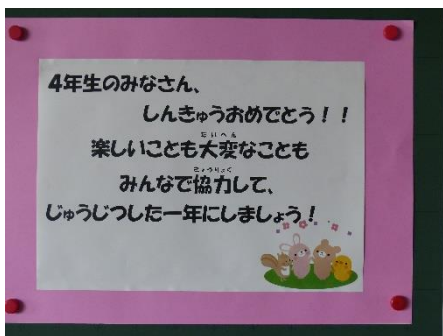 4年生のみなさん、
しんきゅうおめでとう！！
楽しいことも大変なことも
みんなで協力して、
じゅうじつした一年にしましょう！